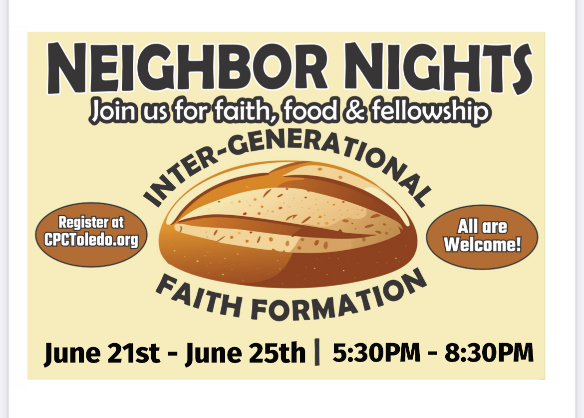 NEIGHBOR NIGHTS
Join us for faith, food & fellowship
INTER-GENERATIONAL
Register at
CPCToledo.org
All are
Welcome!
FAITH FORMATION
June 21st - June 25th | 5:30PM - 8:30PM